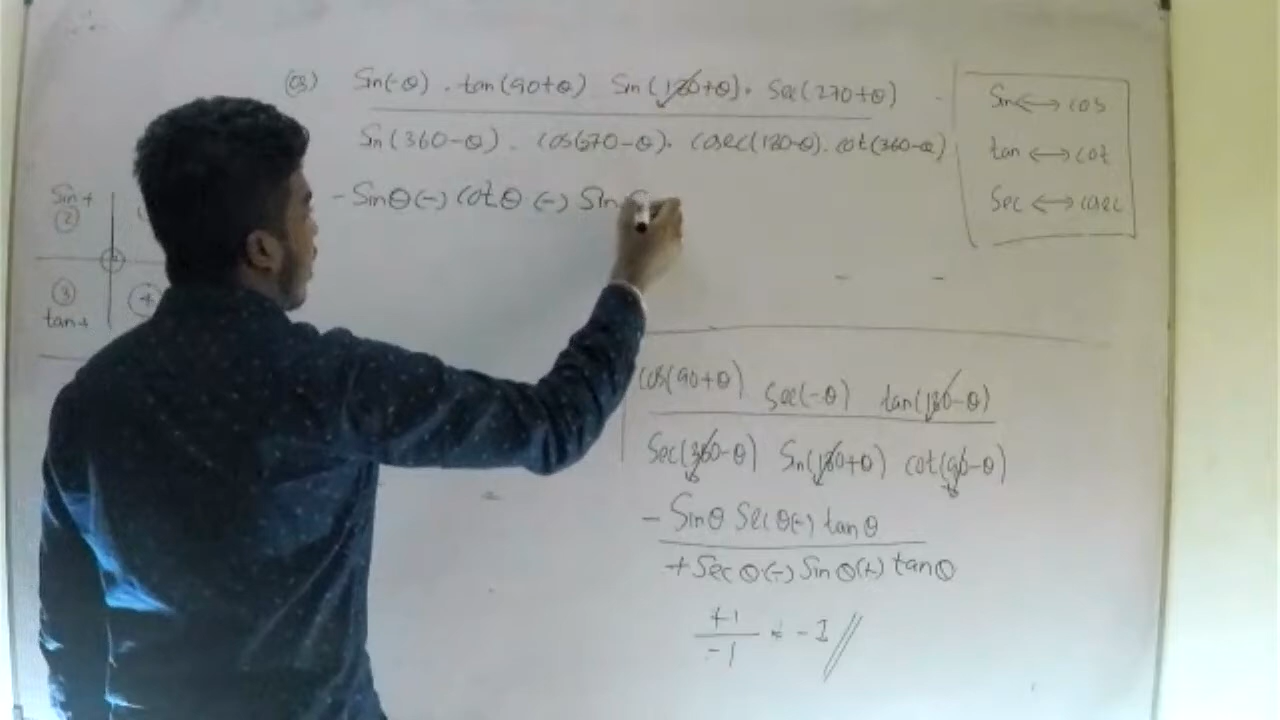 Q3) Sin(-θ) . tan(90+θ) Sin(180+θ). Sec(270+θ)
Sin(360-θ) . cos(270-θ). cosec(180-θ). cot(360-θ)
-Sinθ(-) Cotθ (-) Sin
Sin ⟷ cos
tan ⟷ cot
Sec ⟷ cosec
Sin+
②
③
tan+
④
cos(90+θ) Sec(-θ) tan(180-θ)
Sec(360-θ) Sin(180+θ) cot(90-θ)
- Sinθ Secθ(-) tanθ
+Secθ(-) Sinθ(+) tanθ
+1
-1
= -1 //